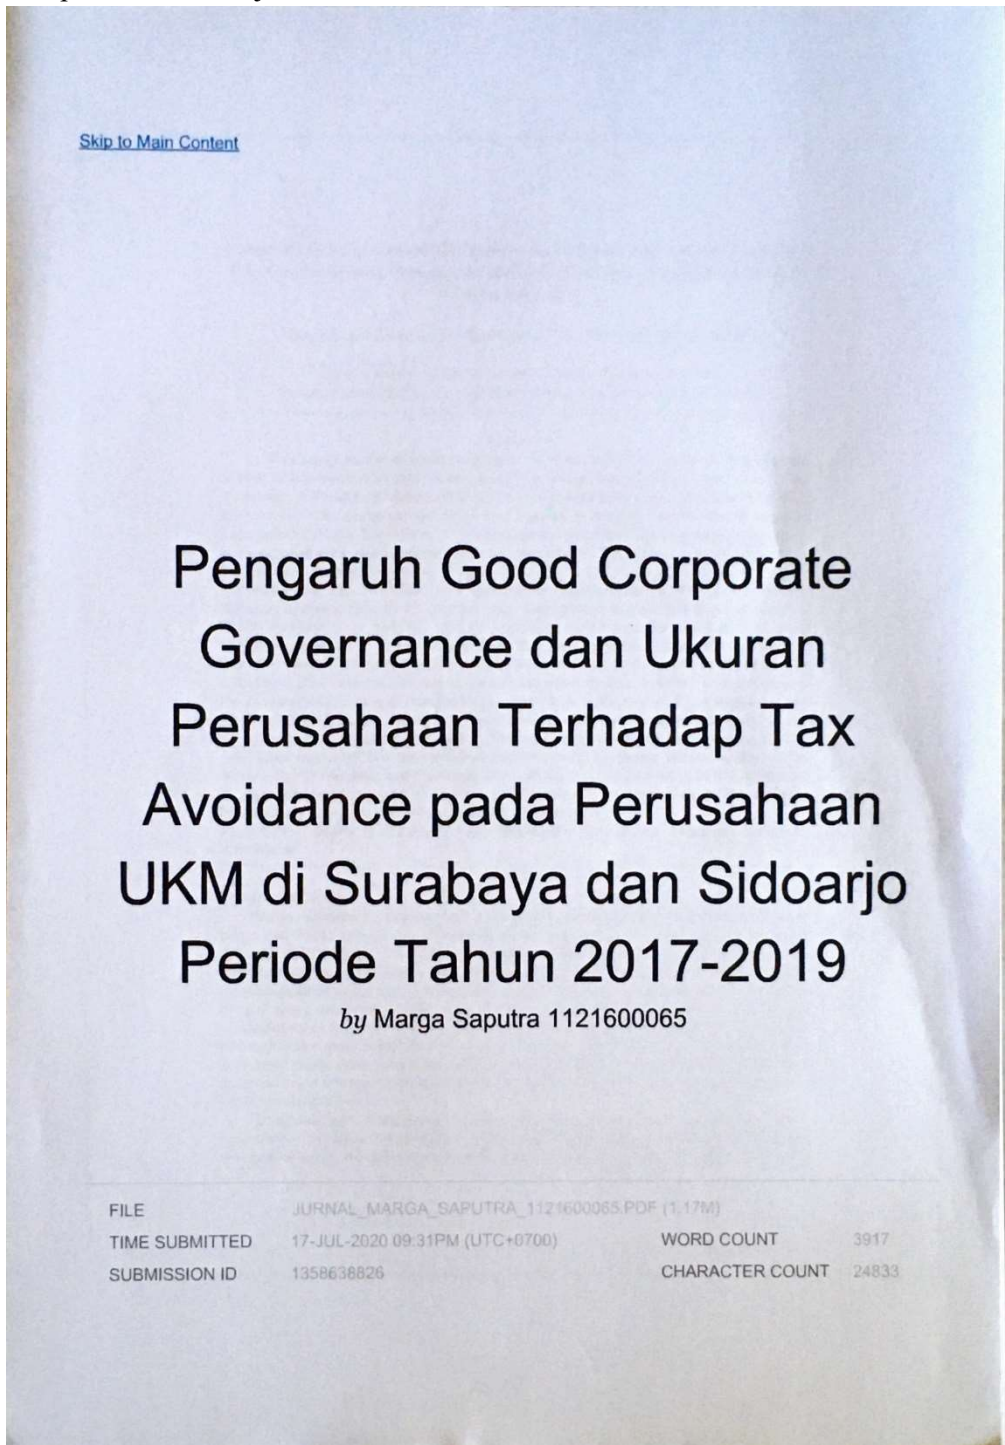 Skip to Main Content
Pengaruh Good Corporate
Governance dan Ukuran
Perusahaan Terhadap Tax
Avoidance pada Perusahaan
UKM di Surabaya dan Sidoarjo
Periode Tahun 2017-2019
by Marga Saputra 1121600065
FILE JURNAL_MARGA_SAPUTRA_1121600065.PDF (1.17M)
TIME SUBMITTED 17-JUL-2020 09:31PM (UTC+0700) WORD COUNT 3917
SUBMISSION ID 1358638826 CHARACTER COUNT 24833